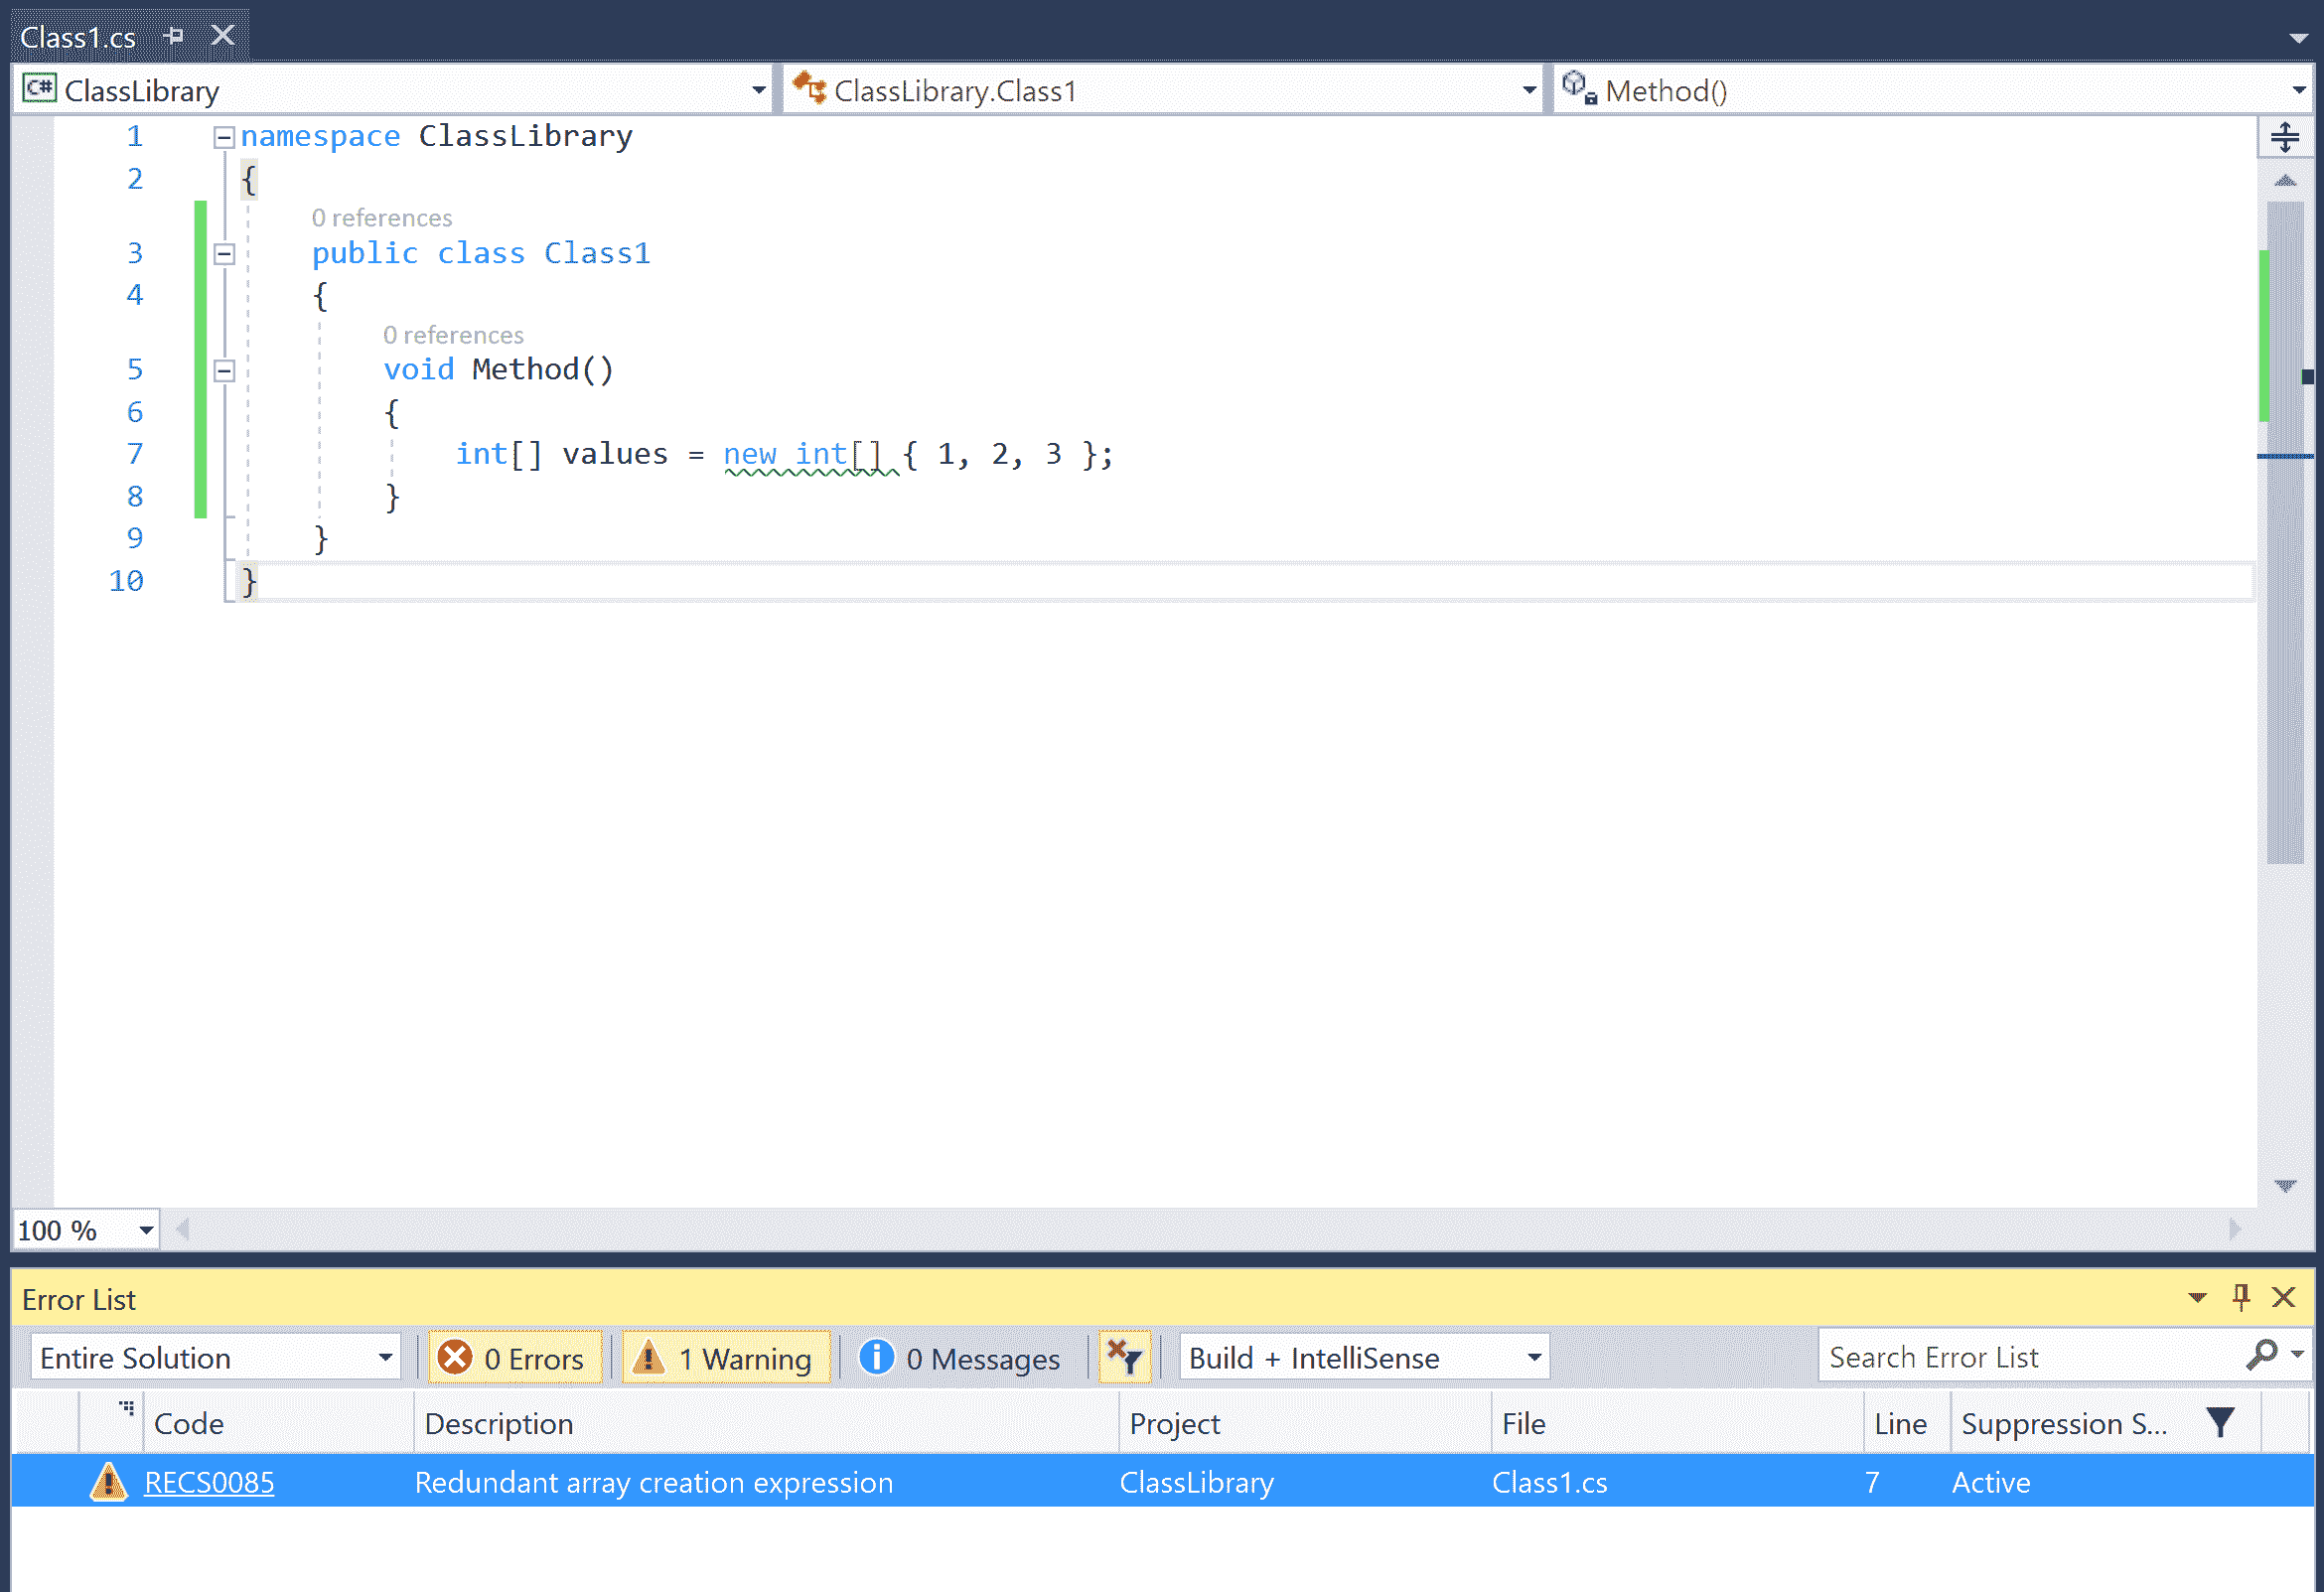 Class1.cs
C# ClassLibrary ClassLibrary.Class1 Method()
1 namespace ClassLibrary
2 {
0 references
3 public class Class1
4 {
0 references
5 void Method()
6 {
7 int[] values = new int[] { 1, 2, 3 };
8 }
9 }
10 }
100 %
Error List
Entire Solution 0 Errors 1 Warning 0 Messages Build + IntelliSense Search Error List
Code Description Project File Line Suppression S...
RECS0085 Redundant array creation expression ClassLibrary Class1.cs 7 Active